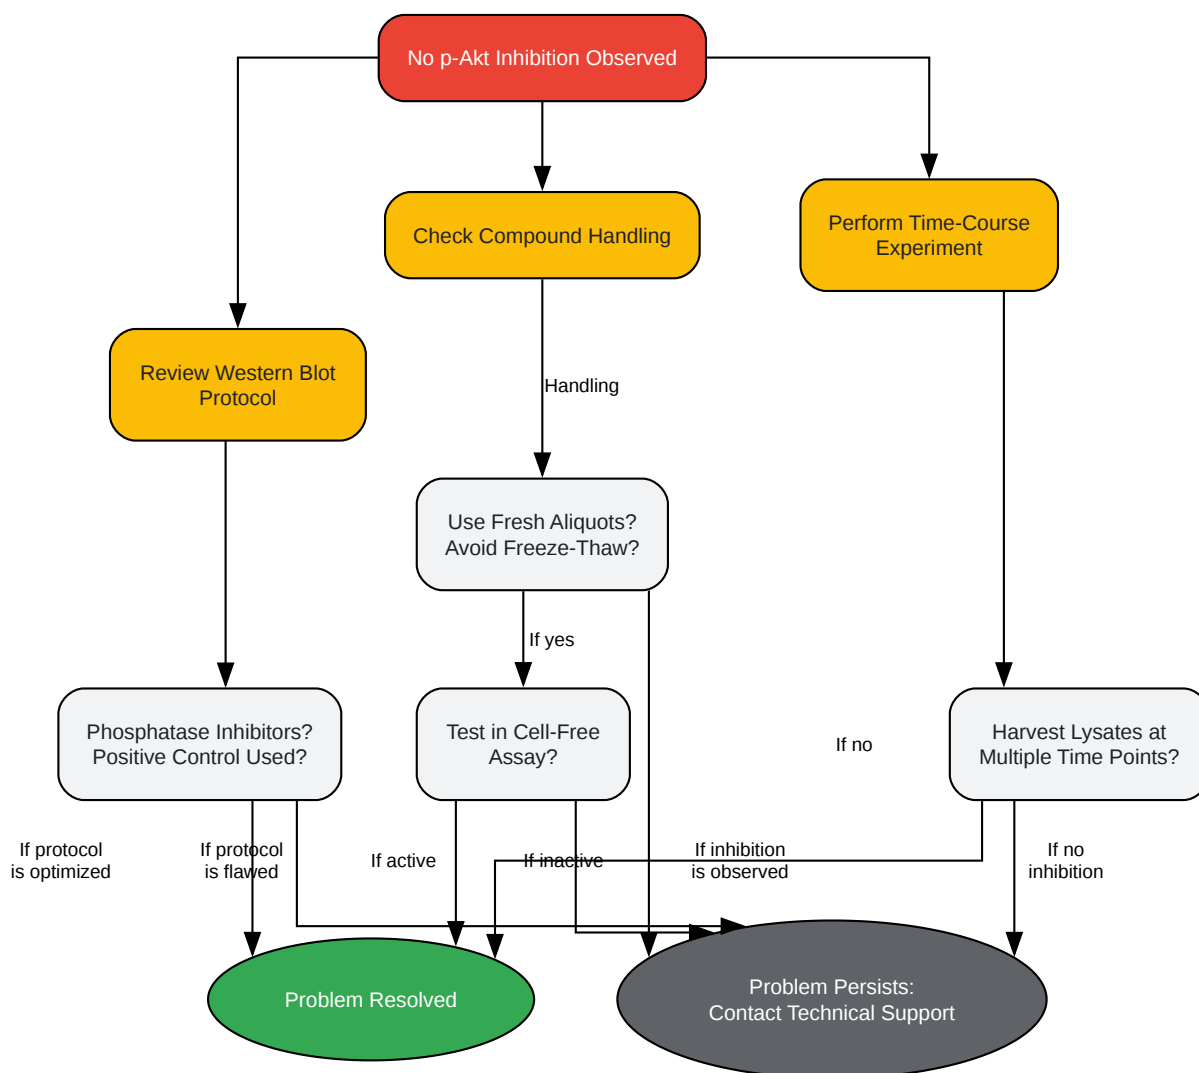 No p-Akt Inhibition Observed
Check Compound Handling
Perform Time-Course
Experiment
Review Western Blot
Protocol
Handling
Use Fresh Aliquots?
Avoid Freeze-Thaw?
If yes
Phosphatase Inhibitors?
Positive Control Used?
Test in Cell-Free
Assay?
If no
Harvest Lysates at
Multiple Time Points?
If protocol
is optimized
If protocol
is flawed
If active
If inactive
If inhibition
is observed
If no
inhibition
Problem Resolved
Problem Persists:
Contact Technical Support